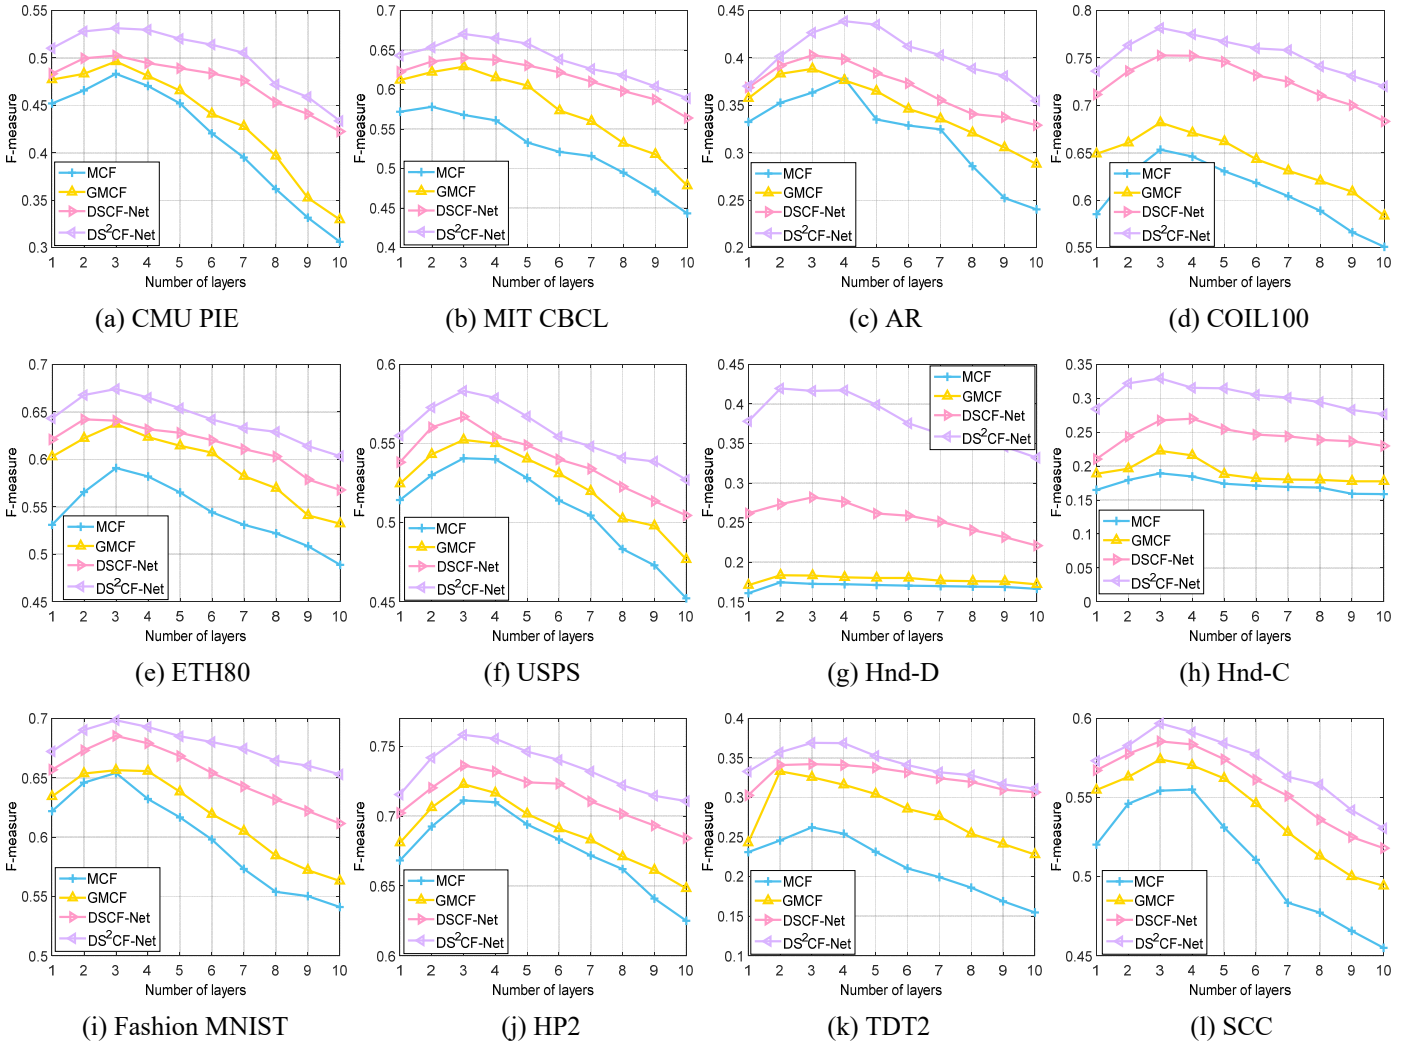 F-measure
0.55
0.5
0.45
0.4
0.35
0.3
MCF
GMCF
DSCF-Net
DS²CF-Net
1 2 3 4 5 6 7 8 9 10
Number of layers
(a) CMU PIE
F-measure
0.65
0.6
0.55
0.5
0.45
0.4
MCF
GMCF
DSCF-Net
DS²CF-Net
1 2 3 4 5 6 7 8 9 10
Number of layers
(b) MIT CBCL
F-measure
0.45
0.4
0.35
0.3
0.25
0.2
MCF
GMCF
DSCF-Net
DS²CF-Net
1 2 3 4 5 6 7 8 9 10
Number of layers
(c) AR
F-measure
0.8
0.75
0.7
0.65
0.6
0.55
MCF
GMCF
DSCF-Net
DS²CF-Net
1 2 3 4 5 6 7 8 9 10
Number of layers
(d) COIL100
F-measure
0.7
0.65
0.6
0.55
0.5
0.45
MCF
GMCF
DSCF-Net
DS²CF-Net
1 2 3 4 5 6 7 8 9 10
Number of layers
(e) ETH80
F-measure
0.6
0.55
0.5
0.45
MCF
GMCF
DSCF-Net
DS²CF-Net
1 2 3 4 5 6 7 8 9 10
Number of layers
(f) USPS
F-measure
0.45
0.4
0.35
0.3
0.25
0.2
0.15
MCF
GMCF
DSCF-Net
DS²CF-Net
1 2 3 4 5 6 7 8 9 10
Number of layers
(g) Hnd-D
F-measure
0.35
0.3
0.25
0.2
0.15
0.1
0.05
0
MCF
GMCF
DSCF-Net
DS²CF-Net
1 2 3 4 5 6 7 8 9 10
Number of layers
(h) Hnd-C
F-measure
0.7
0.65
0.6
0.55
0.5
MCF
GMCF
DSCF-Net
DS²CF-Net
1 2 3 4 5 6 7 8 9 10
Number of layers
(i) Fashion MNIST
F-measure
0.75
0.7
0.65
0.6
MCF
GMCF
DSCF-Net
DS²CF-Net
1 2 3 4 5 6 7 8 9 10
Number of layers
(j) HP2
F-measure
0.4
0.35
0.3
0.25
0.2
0.15
0.1
MCF
GMCF
DSCF-Net
DS²CF-Net
1 2 3 4 5 6 7 8 9 10
Number of layers
(k) TDT2
F-measure
0.6
0.55
0.5
0.45
MCF
GMCF
DSCF-Net
DS²CF-Net
1 2 3 4 5 6 7 8 9 10
Number of layers
(l) SCC